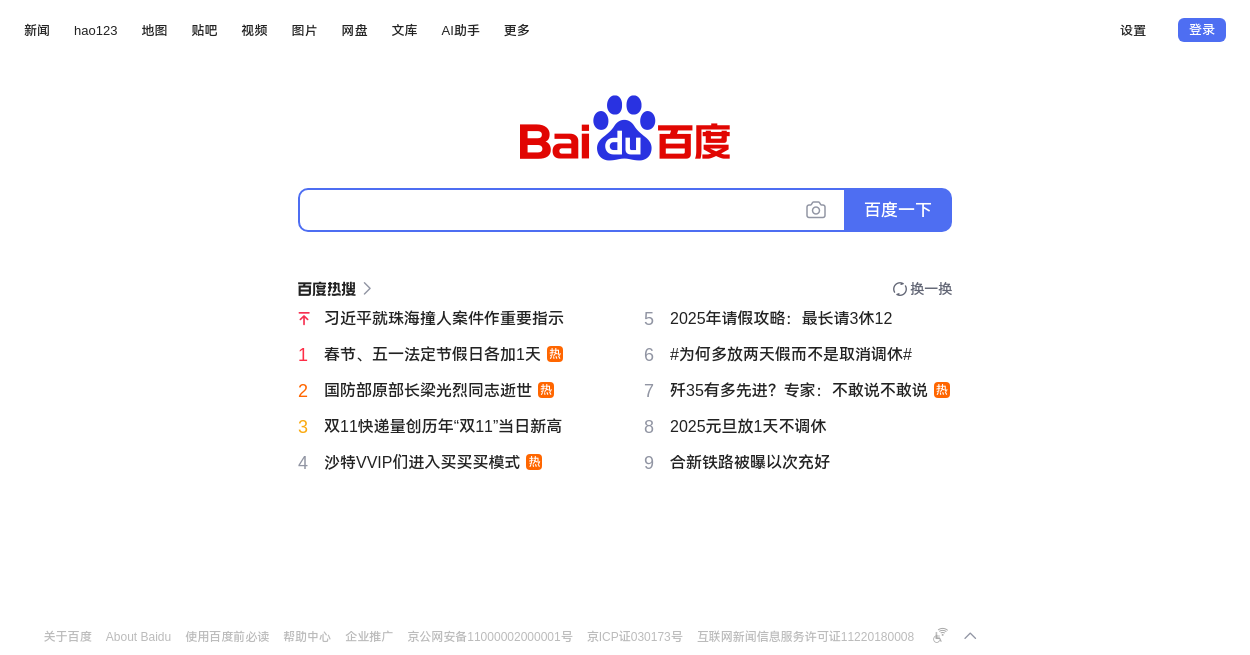 新闻 hao123 地图 贴吧 视频 图片 网盘 文库 AI助手 更多 设置 登录
Bai du 百度
百度一下
百度热搜 换一换
习近平就珠海撞人案件作重要指示
1 春节、五一法定节假日各加1天 热
2 国防部原部长梁光烈同志逝世 热
3 双11快递量创历年“双11”当日新高
4 沙特VVIP们进入买买买模式 热
5 2025年请假攻略：最长请3休12
6 #为何多放两天假而不是取消调休#
7 歼35有多先进？专家：不敢说不敢说 热
8 2025元旦放1天不调休
9 合新铁路被曝以次充好
关于百度 About Baidu 使用百度前必读 帮助中心 企业推广 京公网安备11000002000001号 京ICP证030173号 互联网新闻信息服务许可证11220180008